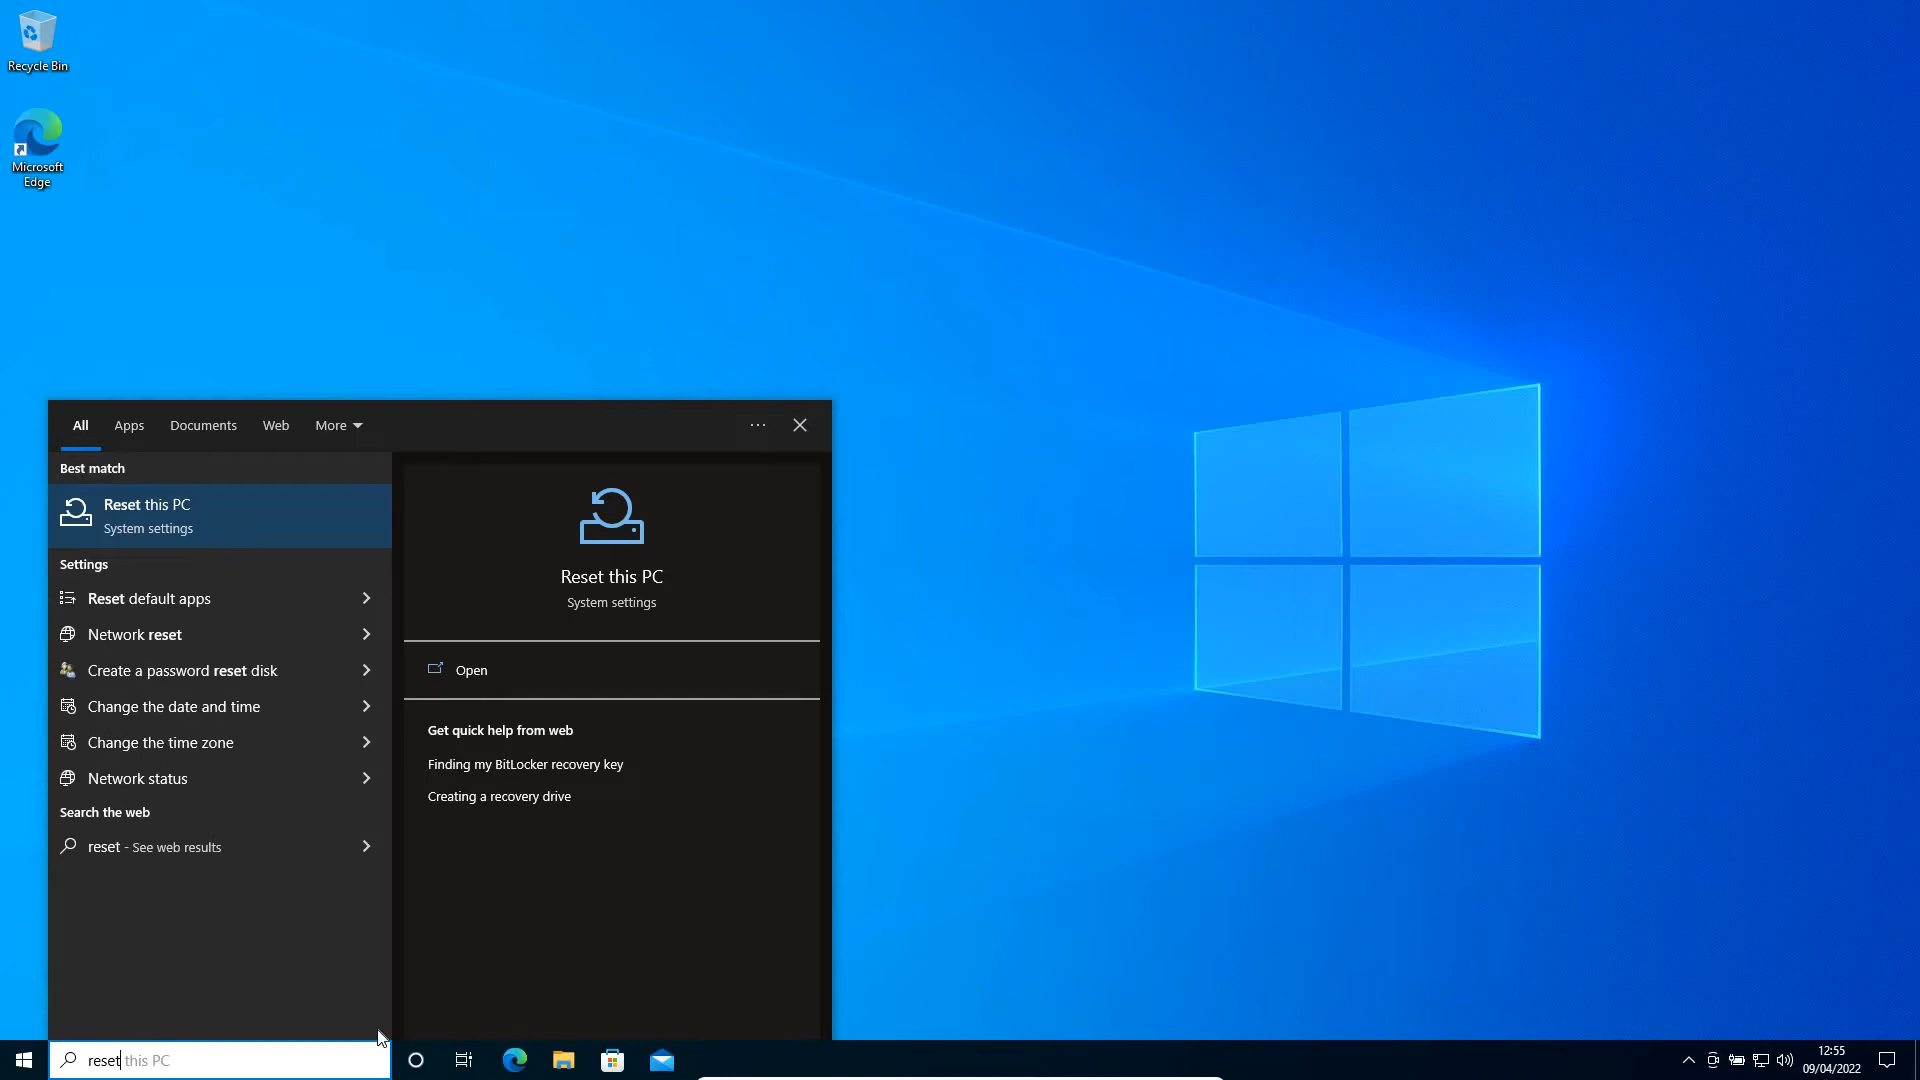 Recycle Bin
Microsoft
Edge
All
Apps
Documents
Web
More
Best match
Reset this PC
System settings
Settings
Reset default apps
Network reset
Create a password reset disk
Change the date and time
Change the time zone
Network status
Search the web
reset - See web results
Reset this PC
System settings
Open
Get quick help from web
Finding my BitLocker recovery key
Creating a recovery drive
reset this PC
12:55
09/04/2022